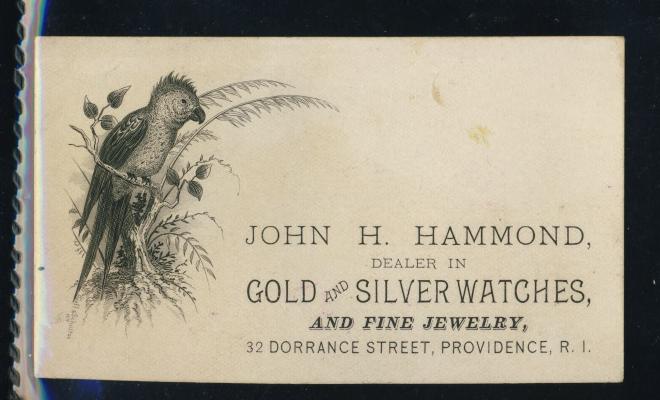 JOHN H. HAMMOND,
DEALER IN
GOLD AND SILVER WATCHES,
AND FINE JEWELRY,
32 DORRANCE STREET, PROVIDENCE, R. I.